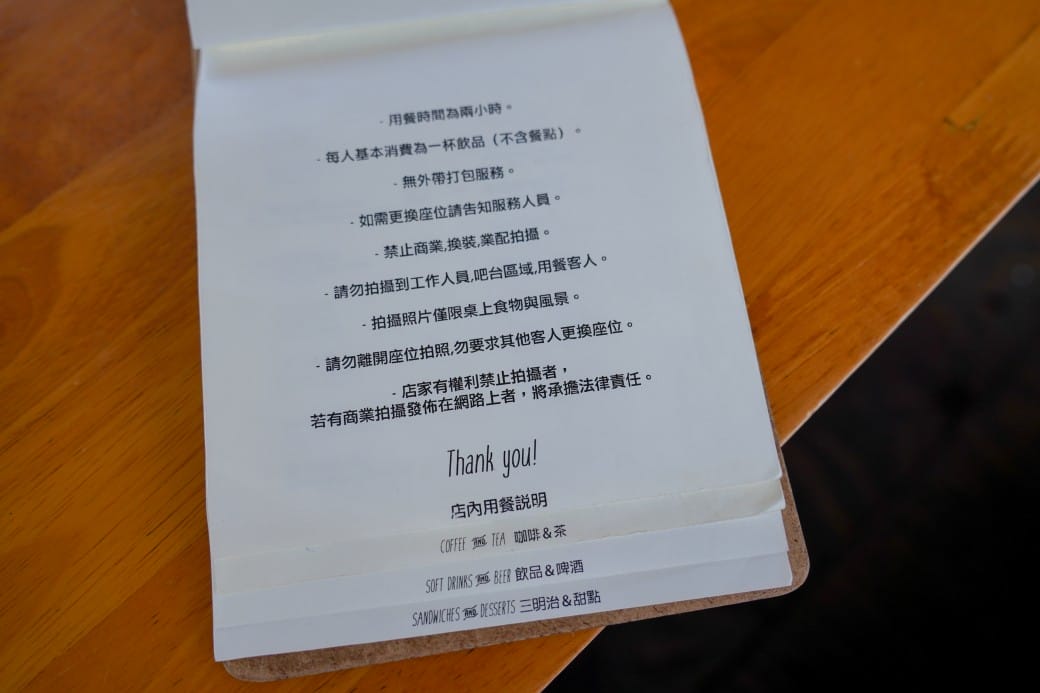 - 用餐時間為兩小時。
- 每人基本消費為一杯飲品（不含餐點）。
- 無外帶打包服務。
- 如需更換座位請告知服務人員。
- 禁止商業,換裝,業配拍攝。
- 請勿拍攝到工作人員,吧台區域,用餐客人。
- 拍攝照片僅限桌上食物與風景。
- 請勿離開座位拍照,勿要求其他客人更換座位。
- 店家有權利禁止拍攝者，
若有商業拍攝發佈在網路上者，將承擔法律責任。
Thank you!
店內用餐説明
COFFEE AND TEA 咖啡&茶
SOFT DRINKS AND BEER 飲品&啤酒
SANDWICHES AND DESSERTS 三明治&甜點